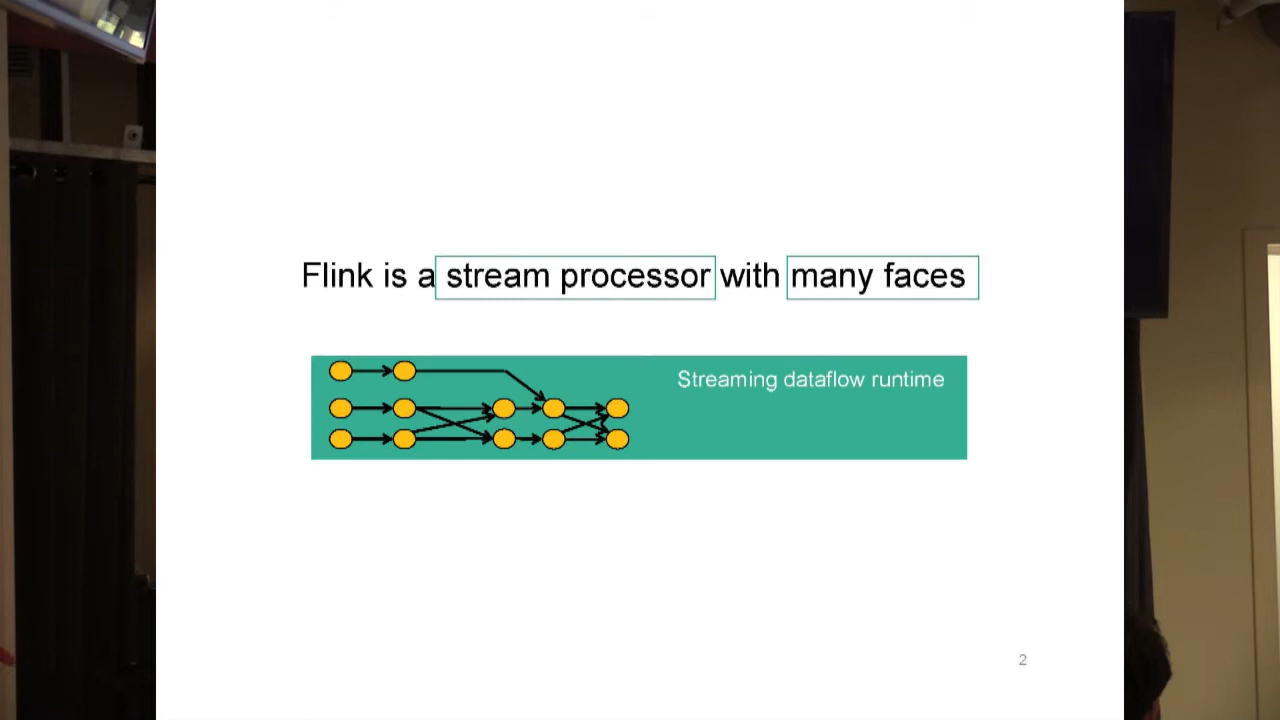 Flink is a stream processor with many faces
Streaming dataflow runtime
2